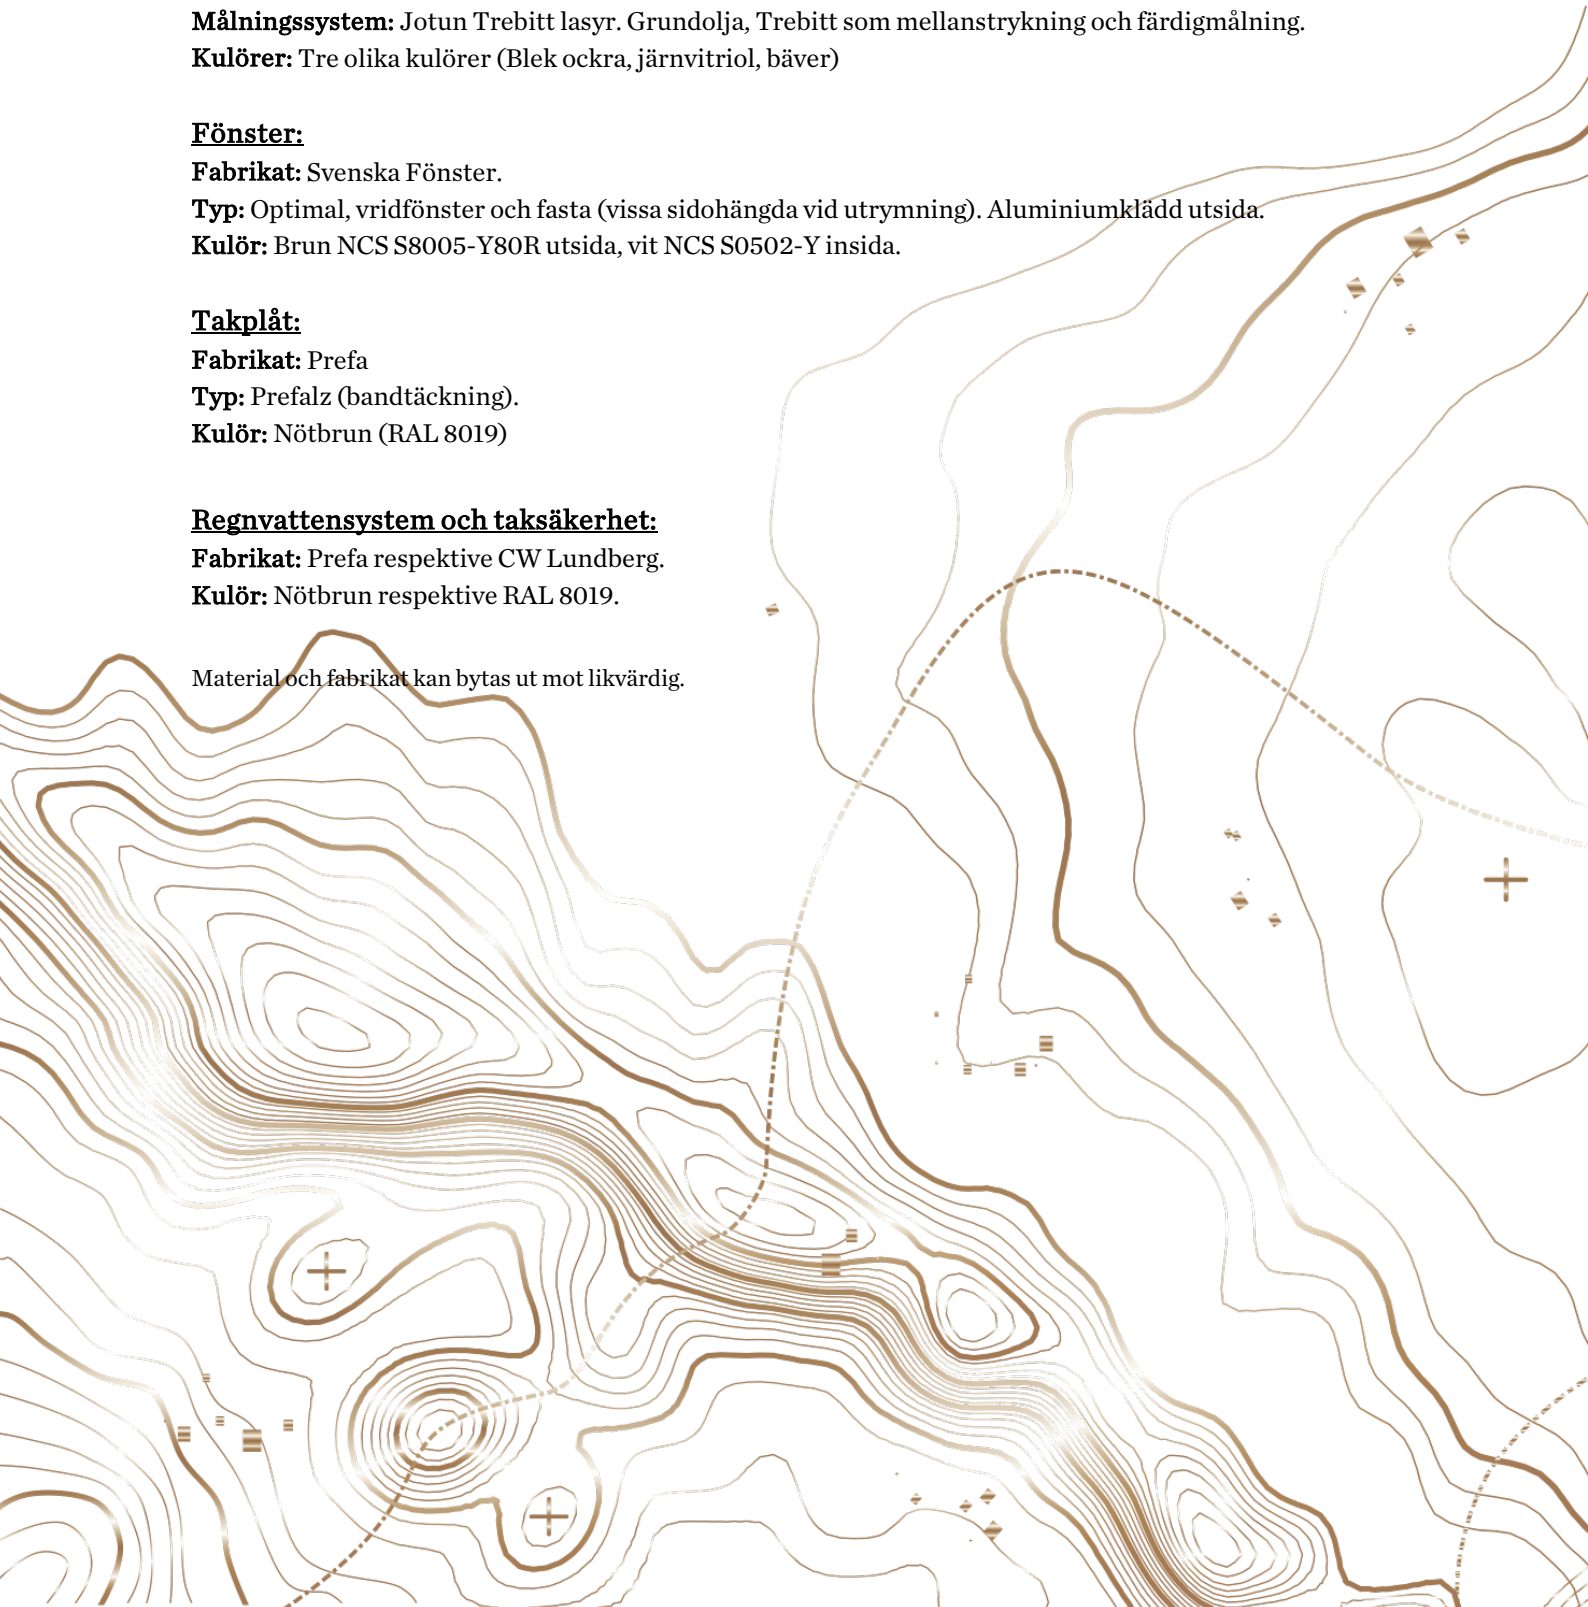 Målningssystem: Jotun Trebitt lasyr. Grundolja, Trebitt som mellanstrykning och färdigmålning.
Kulörer: Tre olika kulörer (Blek ockra, järnvitriol, bäver)
Fönster:
Fabrikat: Svenska Fönster.
Typ: Optimal, vridfönster och fasta (vissa sidohängda vid utrymning). Aluminiumklädd utsida.
Kulör: Brun NCS S8005-Y80R utsida, vit NCS S0502-Y insida.
Takplåt:
Fabrikat: Prefa
Typ: Prefalz (bandtäckning).
Kulör: Nötbrun (RAL 8019)
Regnvattensystem och taksäkerhet:
Fabrikat: Prefa respektive CW Lundberg.
Kulör: Nötbrun respektive RAL 8019.
Material och fabrikat kan bytas ut mot likvärdig.